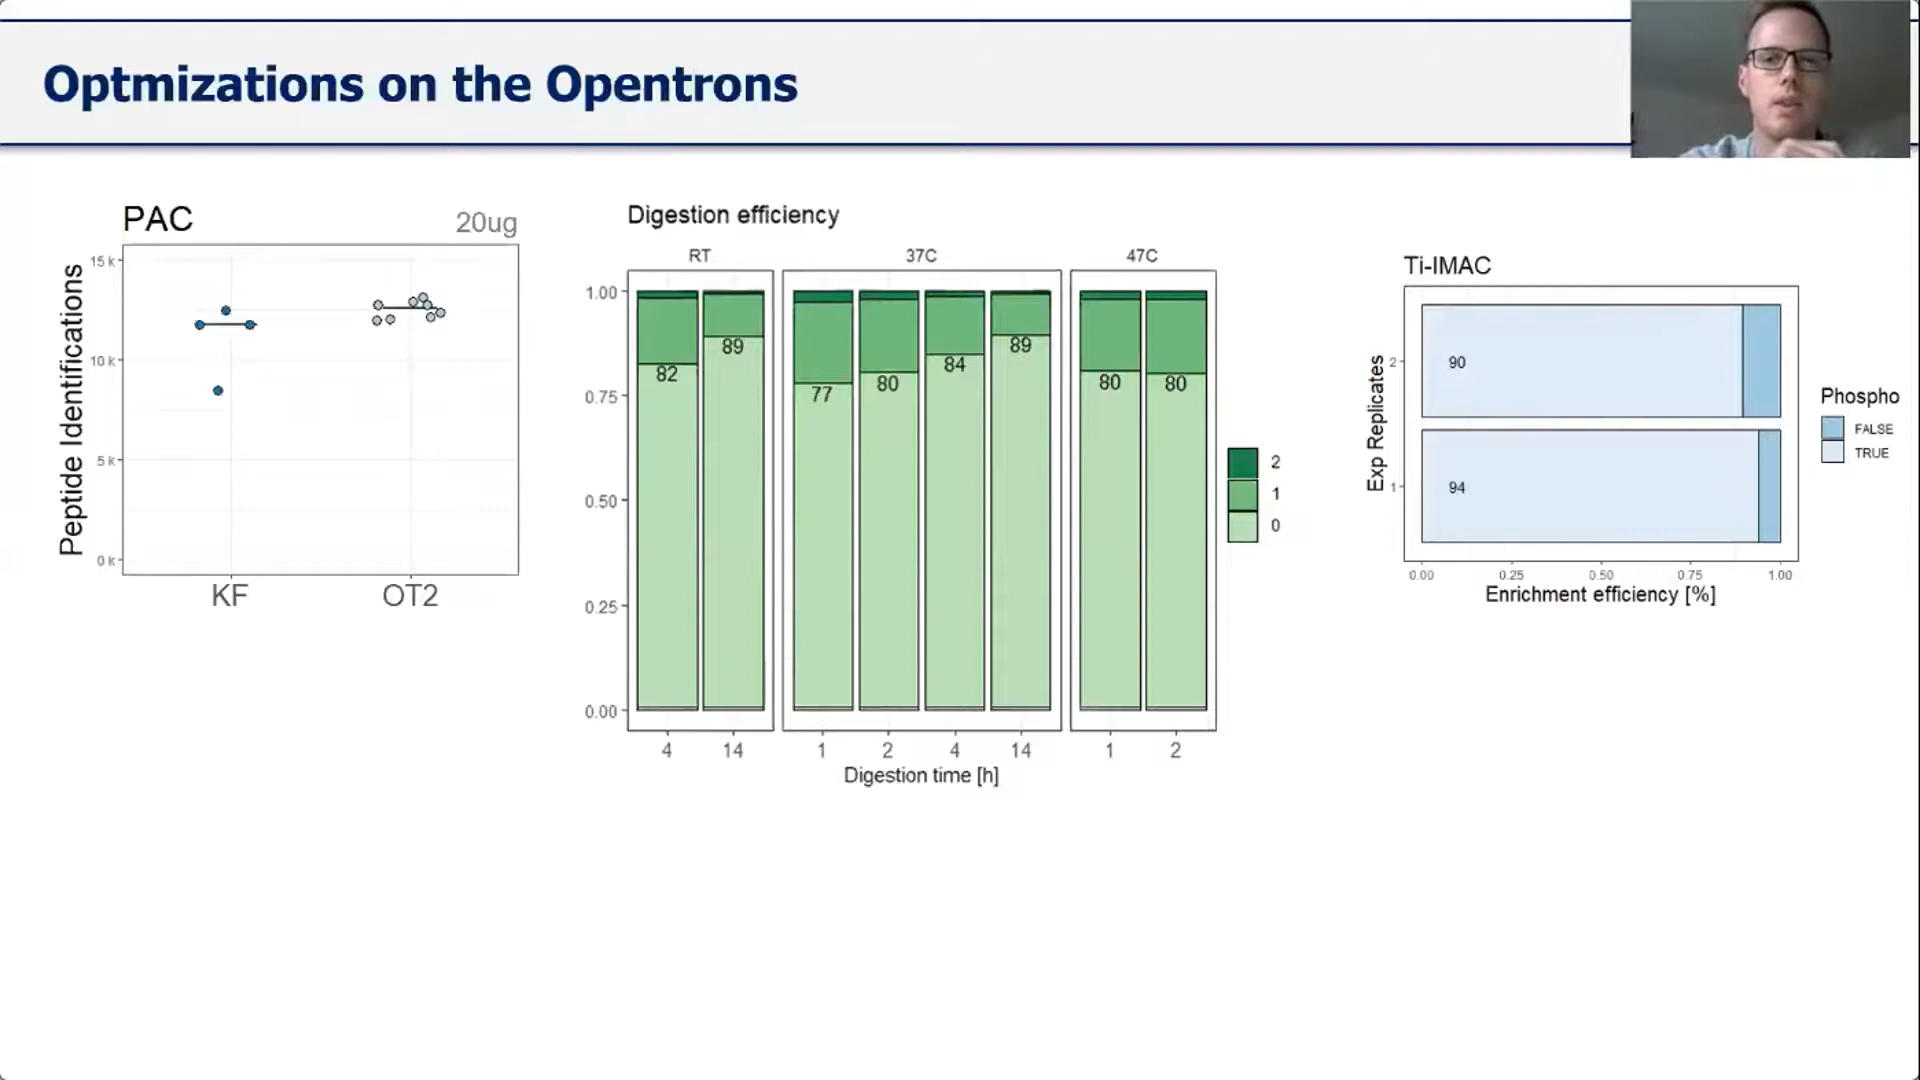 Optmizations on the Opentrons
PAC
20ug
Peptide Identifications
15 k
10 k
5 k
0 k
KF
OT2
Digestion efficiency
RT
37C
47C
1.00
0.75
0.50
0.25
0.00
82
89
77
80
84
89
80
80
4
14
1
2
4
14
1
2
Digestion time [h]
2
1
0
Ti-IMAC
Exp Replicates
2
1
90
94
0.00
0.25
0.50
0.75
1.00
Enrichment efficiency [%]
Phospho
FALSE
TRUE